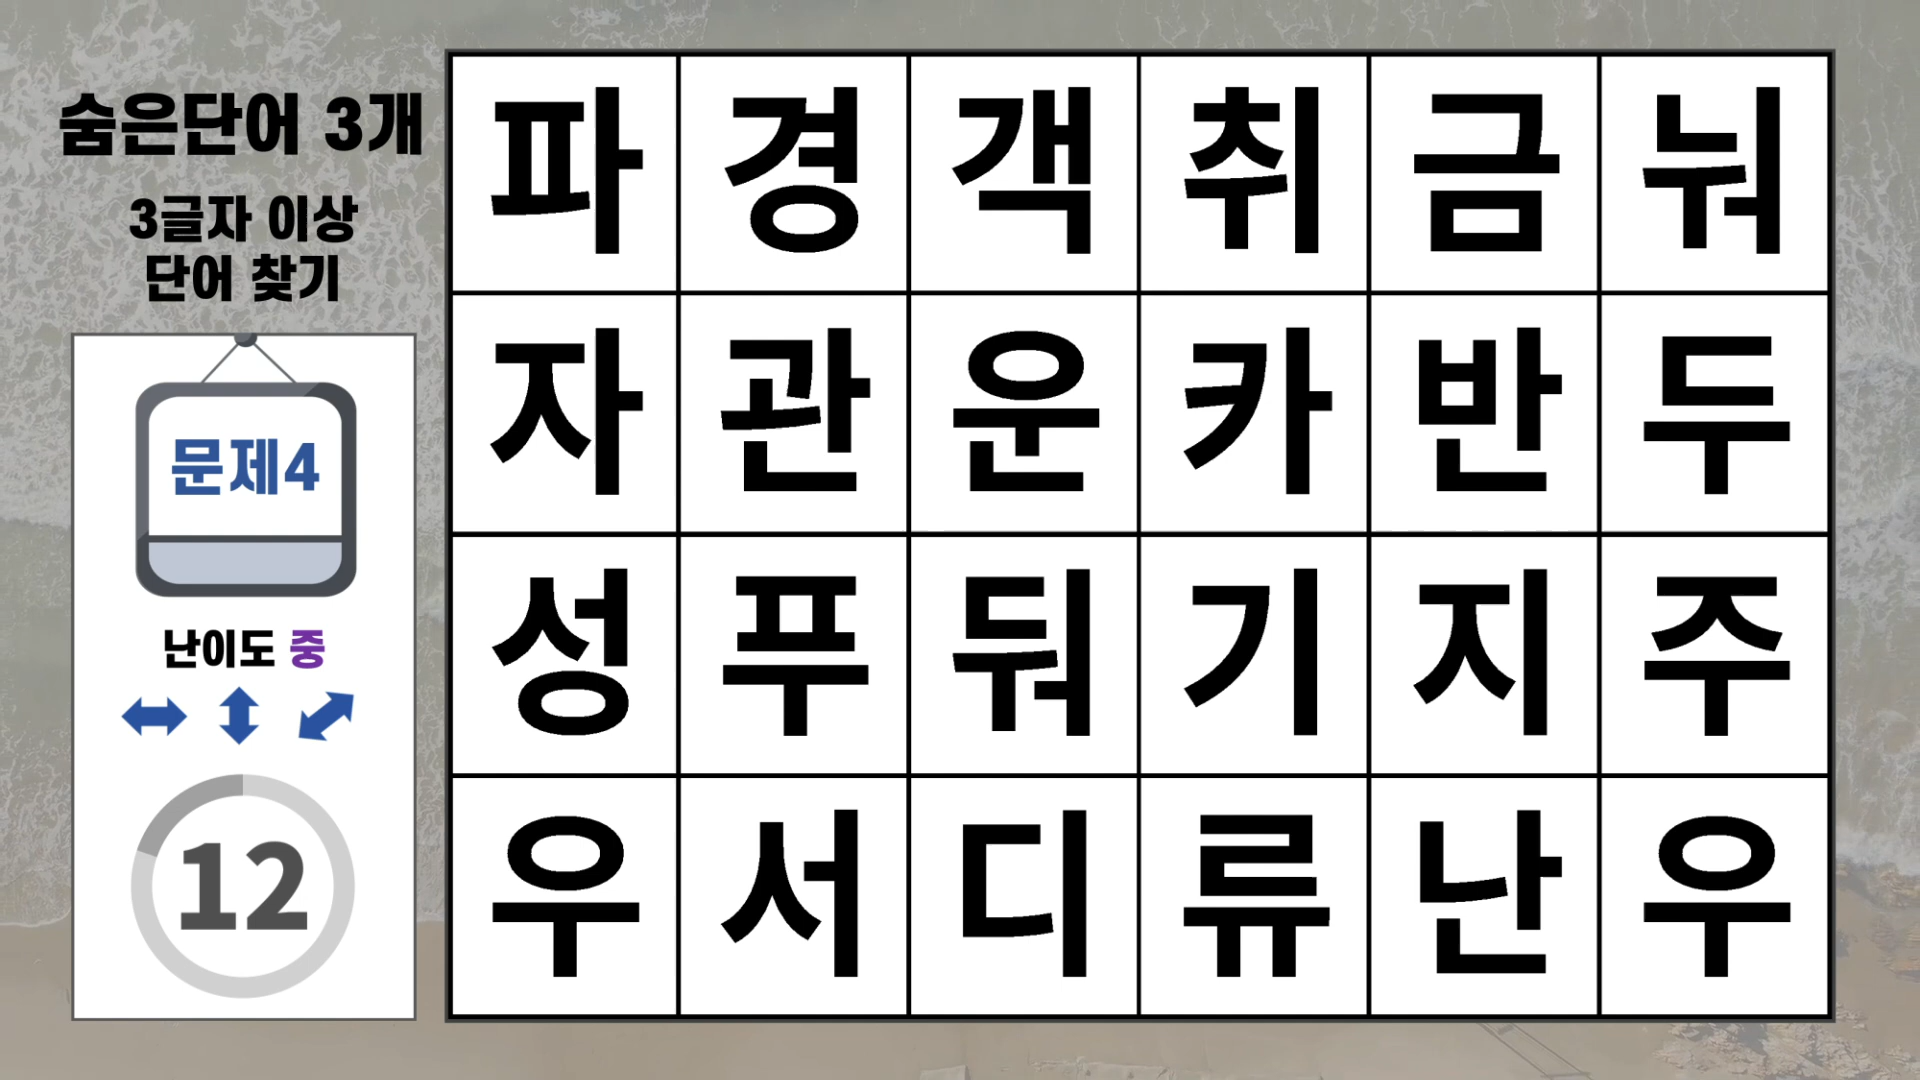 숨은단어 3개
3글자 이상
단어 찾기
문제4
난이도 중
12
파 경 객 취 금 눠
자 관 운 카 반 두
성 푸 둬 기 지 주
우 서 디 류 난 우